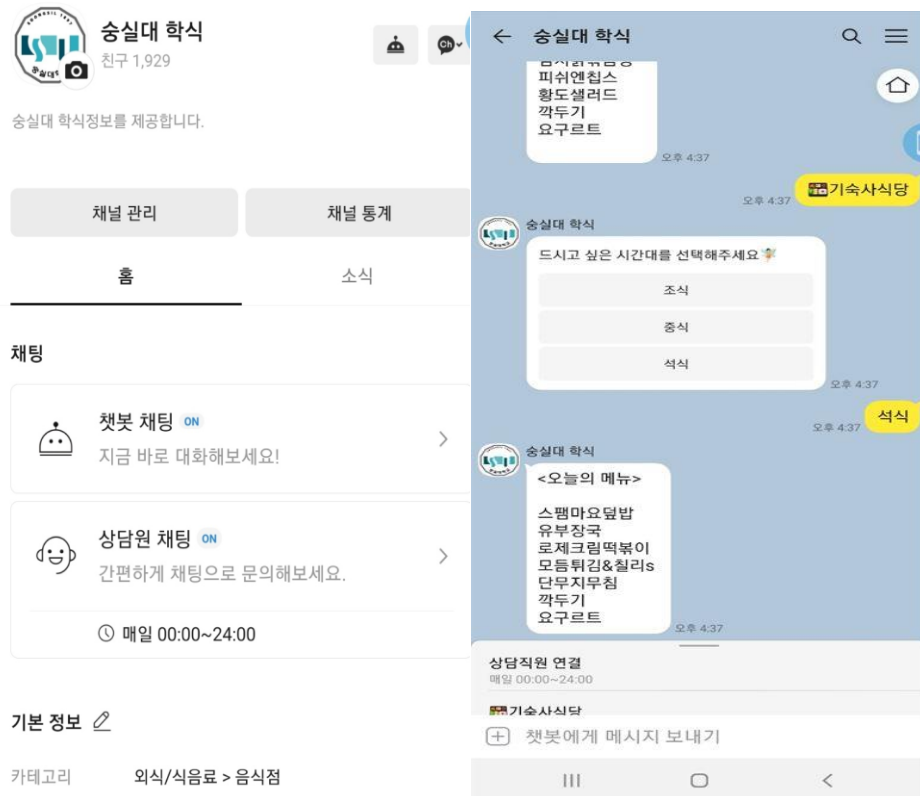 숭실대 학식
친구 1,929
숭실대 학식정보를 제공합니다.
채널 관리
채널 통계
홈
소식
채팅
챗봇 채팅 ON
지금 바로 대화해보세요!
상담원 채팅 ON
간편하게 채팅으로 문의해보세요.
매일 00:00~24:00
기본 정보
카테고리 외식/식음료 > 음식점
숭실대 학식
피쉬엔칩스
황도샐러드
깍두기
요구르트
오후 4:37
기숙사식당
오후 4:37
숭실대 학식
드시고 싶은 시간대를 선택해주세요
조식
중식
석식
오후 4:37
석식
오후 4:37
숭실대 학식
<오늘의 메뉴>
스팸마요덮밥
유부장국
로제크림떡볶이
모듬튀김&칠리s
단무지무침
깍두기
요구르트
오후 4:37
상담직원 연결
매일 00:00~24:00
기숙사식당
챗봇에게 메시지 보내기